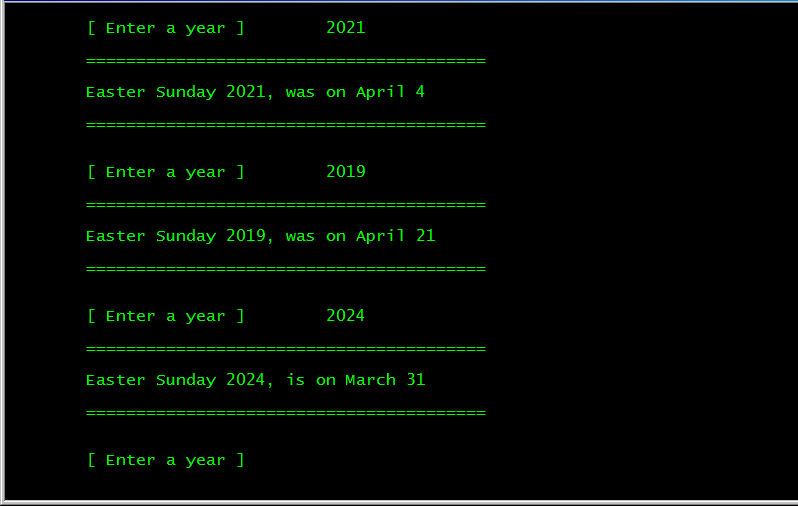 [ Enter a year ]        2021
========================================
Easter Sunday 2021, was on April 4
========================================
[ Enter a year ]        2019
========================================
Easter Sunday 2019, was on April 21
========================================
[ Enter a year ]        2024
========================================
Easter Sunday 2024, is on March 31
========================================
[ Enter a year ]